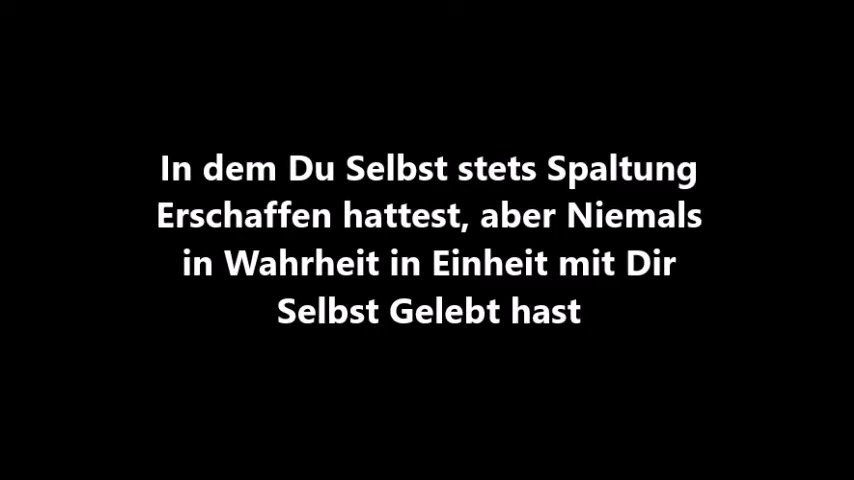 In dem Du Selbst stets Spaltung
Erschaffen hattest, aber Niemals
in Wahrheit in Einheit mit Dir
Selbst Gelebt hast